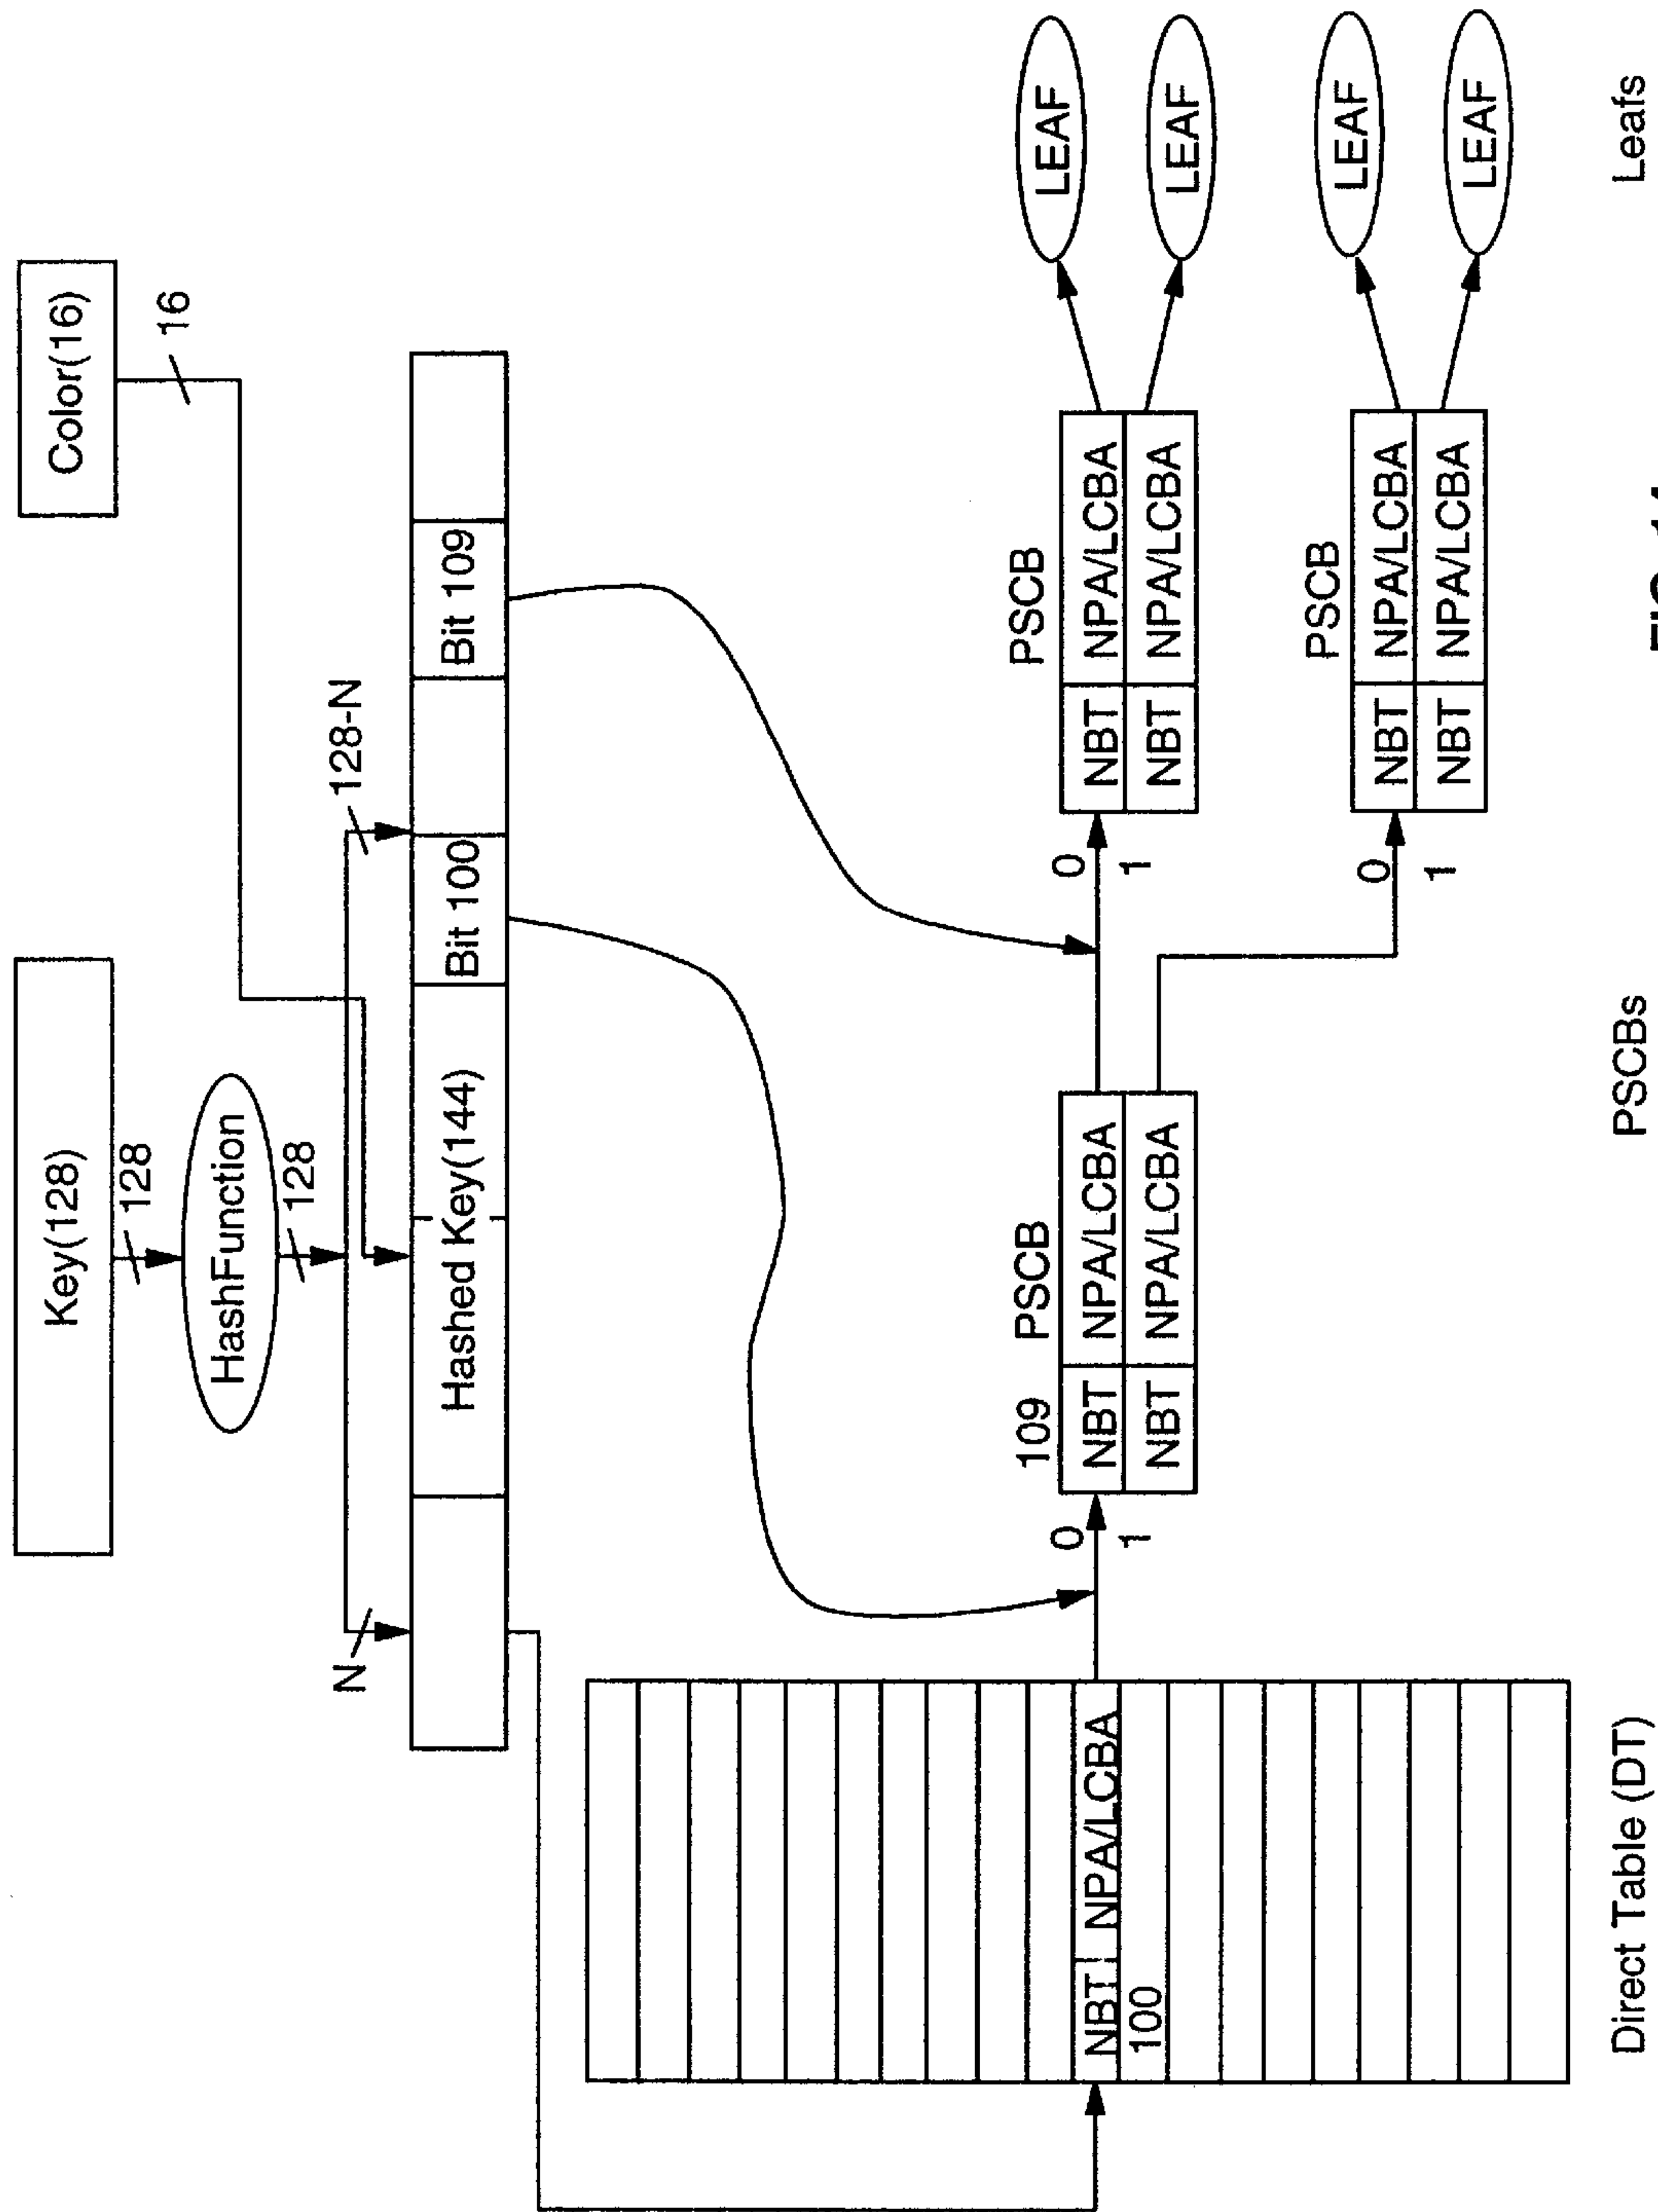 Key(128)
Color(16)
128
16
HashFunction
128
N
128-N
Hashed Key(144)
Bit 100
Bit 109
NBT NPA/LCBA
100
0
1
109
PSCB
NBT NPA/LCBA
NBT NPA/LCBA
0
1
PSCB
NBT NPA/LCBA
NBT NPA/LCBA
LEAF
LEAF
0
1
PSCB
NBT NPA/LCBA
NBT NPA/LCBA
LEAF
LEAF
Direct Table (DT)
PSCBs
Leafs